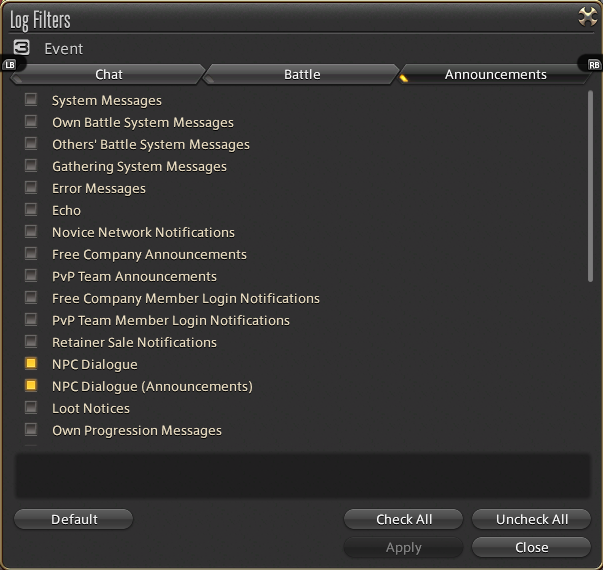 Log Filters
3 Event
LB
Chat
Battle
Announcements
RB
System Messages
Own Battle System Messages
Others' Battle System Messages
Gathering System Messages
Error Messages
Echo
Novice Network Notifications
Free Company Announcements
PvP Team Announcements
Free Company Member Login Notifications
PvP Team Member Login Notifications
Retainer Sale Notifications
NPC Dialogue
NPC Dialogue (Announcements)
Loot Notices
Own Progression Messages
Default
Check All
Uncheck All
Apply
Close